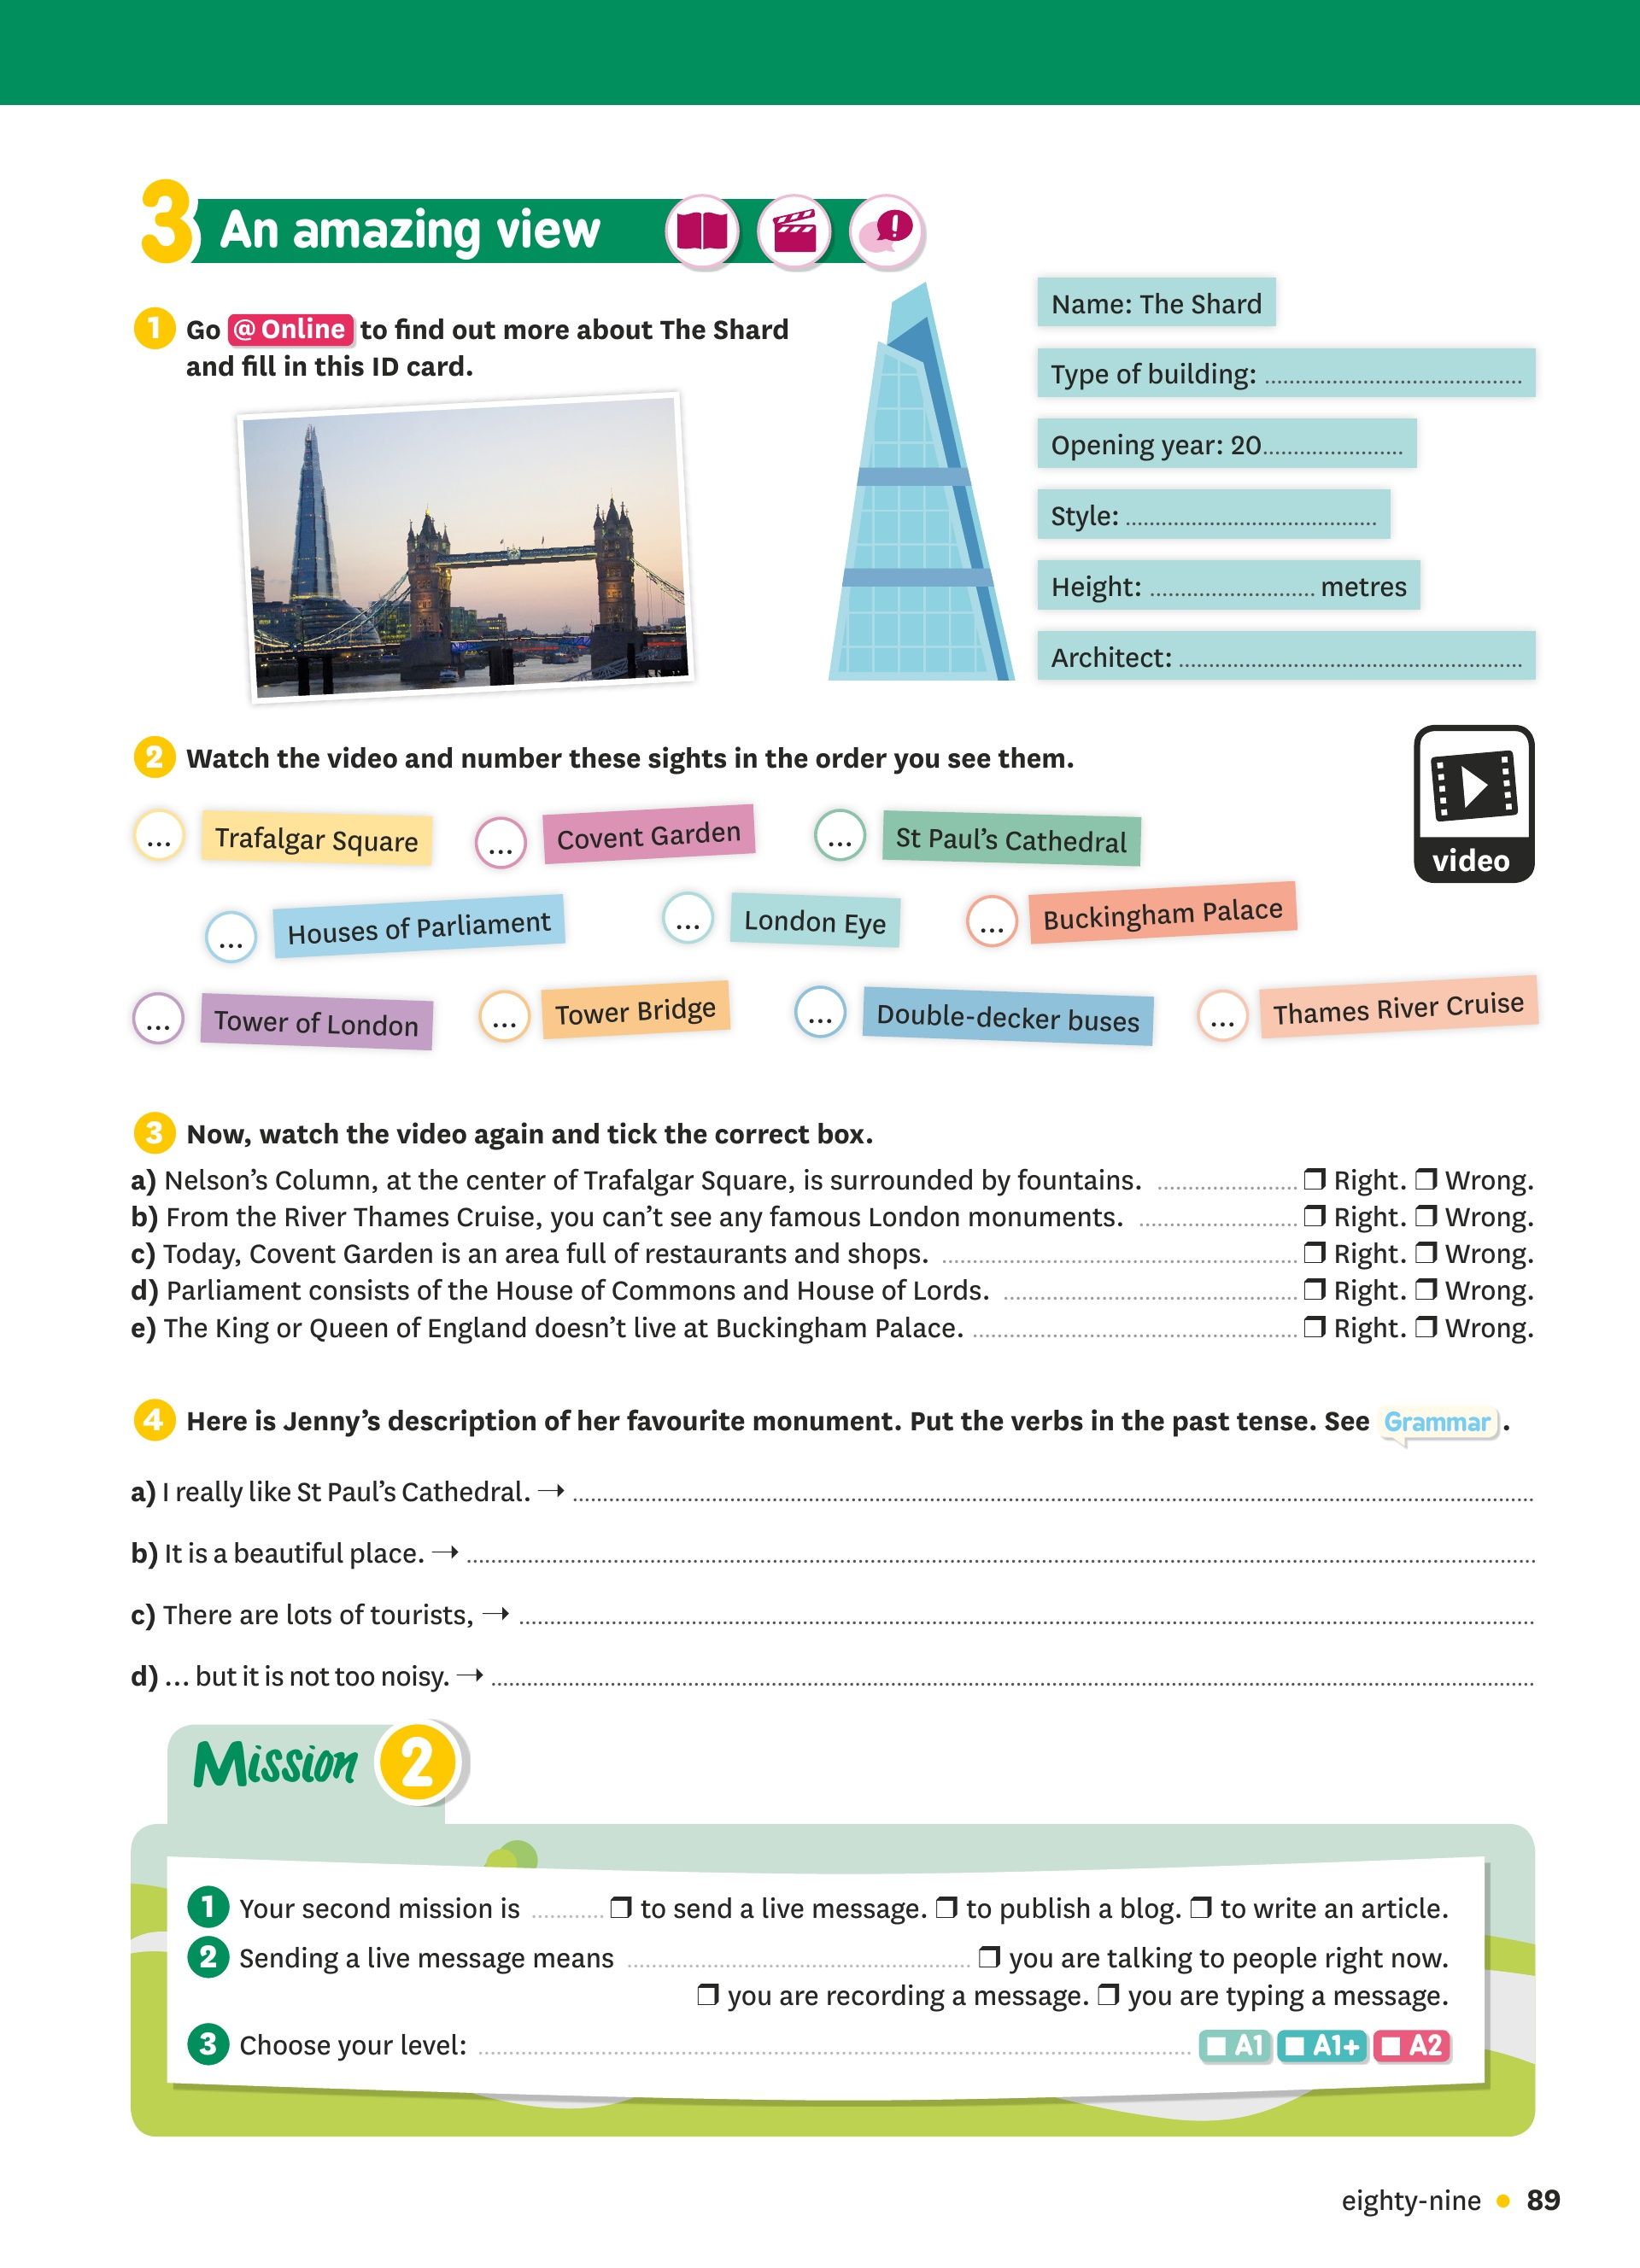 3 An amazing view
1 Go @ Online to find out more about The Shard
and fill in this ID card.
Name: The Shard
Type of building: ..........................................
Opening year: 20.......................
Style: .........................................
Height: ........................... metres
Architect: ........................................................
2 Watch the video and number these sights in the order you see them.
video
... Trafalgar Square ... Covent Garden ... St Paul’s Cathedral
... Houses of Parliament ... London Eye ... Buckingham Palace
... Tower of London ... Tower Bridge ... Double-decker buses ... Thames River Cruise
3 Now, watch the video again and tick the correct box.
a) Nelson’s Column, at the center of Trafalgar Square, is surrounded by fountains. ....................... ❒ Right. ❒ Wrong.
b) From the River Thames Cruise, you can’t see any famous London monuments. .......................... ❒ Right. ❒ Wrong.
c) Today, Covent Garden is an area full of restaurants and shops. .......................................................... ❒ Right. ❒ Wrong.
d) Parliament consists of the House of Commons and House of Lords. ................................................ ❒ Right. ❒ Wrong.
e) The King or Queen of England doesn’t live at Buckingham Palace. ..................................................... ❒ Right. ❒ Wrong.
4 Here is Jenny’s description of her favourite monument. Put the verbs in the past tense. See Grammar .
a) I really like St Paul’s Cathedral. → ..........................................................................................
b) It is a beautiful place. → ..........................................................................................
c) There are lots of tourists, → ..........................................................................................
d) ... but it is not too noisy. → ..........................................................................................
Mission 2
1 Your second mission is ............ ❒ to send a live message. ❒ to publish a blog. ❒ to write an article.
2 Sending a live message means ........................................................ ❒ you are talking to people right now.
❒ you are recording a message. ❒ you are typing a message.
3 Choose your level: .......................................................................................... A1 A1+ A2
eighty-nine • 89